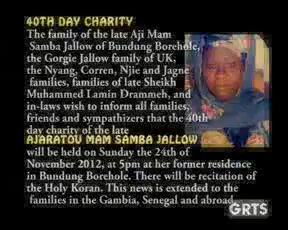 40TH DAY CHARITY
The family of the late Aji Mam
Samba Jallow of Bundung Borehole,
the Gorgie Jallow family of UK,
the Nyang, Corren, Njie and Jagne
families, families of late Sheikh
Muhammed Lamin Drammeh, and
in-laws wish to inform all families,
friends and sympathizers that the 40th
day charity of the late
AJARATOU MAM SAMBA JALLOW
will be held on Sunday the 24th of
November 2012, at 5pm at her former residence
in Bundung Borehole. There will be recitation of
the Holy Koran. This news is extended to the
families in the Gambia, Senegal and abroad.
GRTS